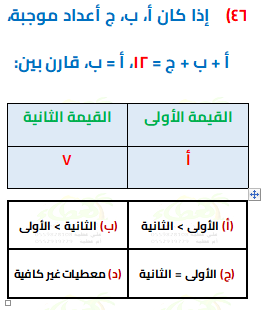 ٤٦) إذا كان أ، ب، ج أعداد موجبة،
أ + ب + ج = ١٢، أ = ب، قارن بين:
القيمة الأولى القيمة الثانية
أ ٧
(أ) الأولى > الثانية (ب) الثانية > الأولى
(ج) الأولى = الثانية (د) معطيات غير كافية